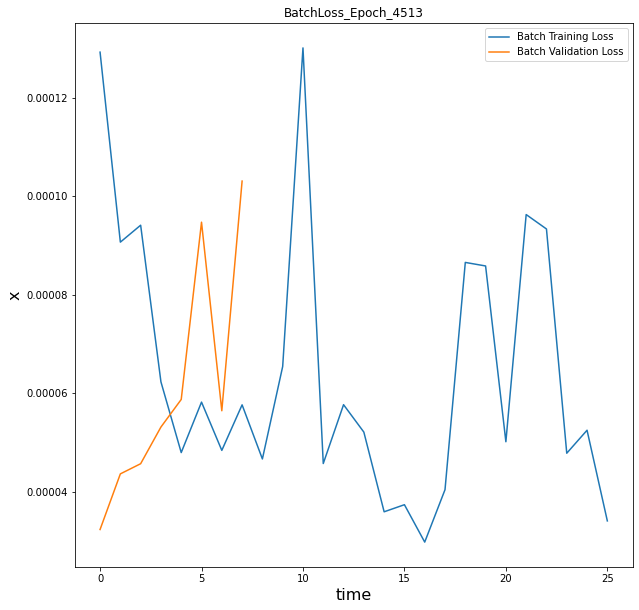 BatchLoss_Epoch_4513
Batch Training Loss
Batch Validation Loss
0.00012
0.00010
0.00008
0.00006
0.00004
x
0 5 10 15 20 25
time